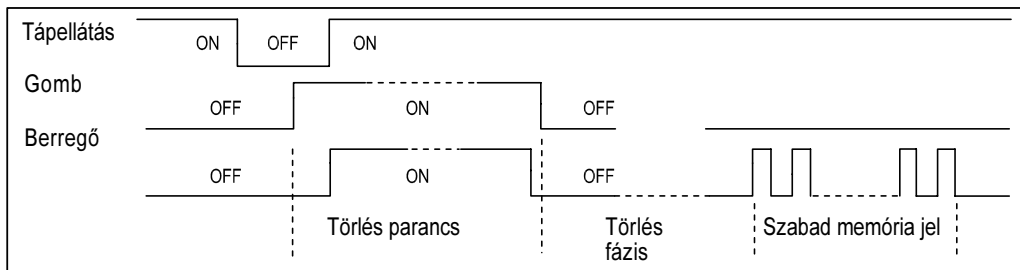 Tápellátás
ON OFF ON
Gomb
OFF ON OFF
Berregő
OFF ON OFF
Törlés parancs Törlés fázis Szabad memória jel